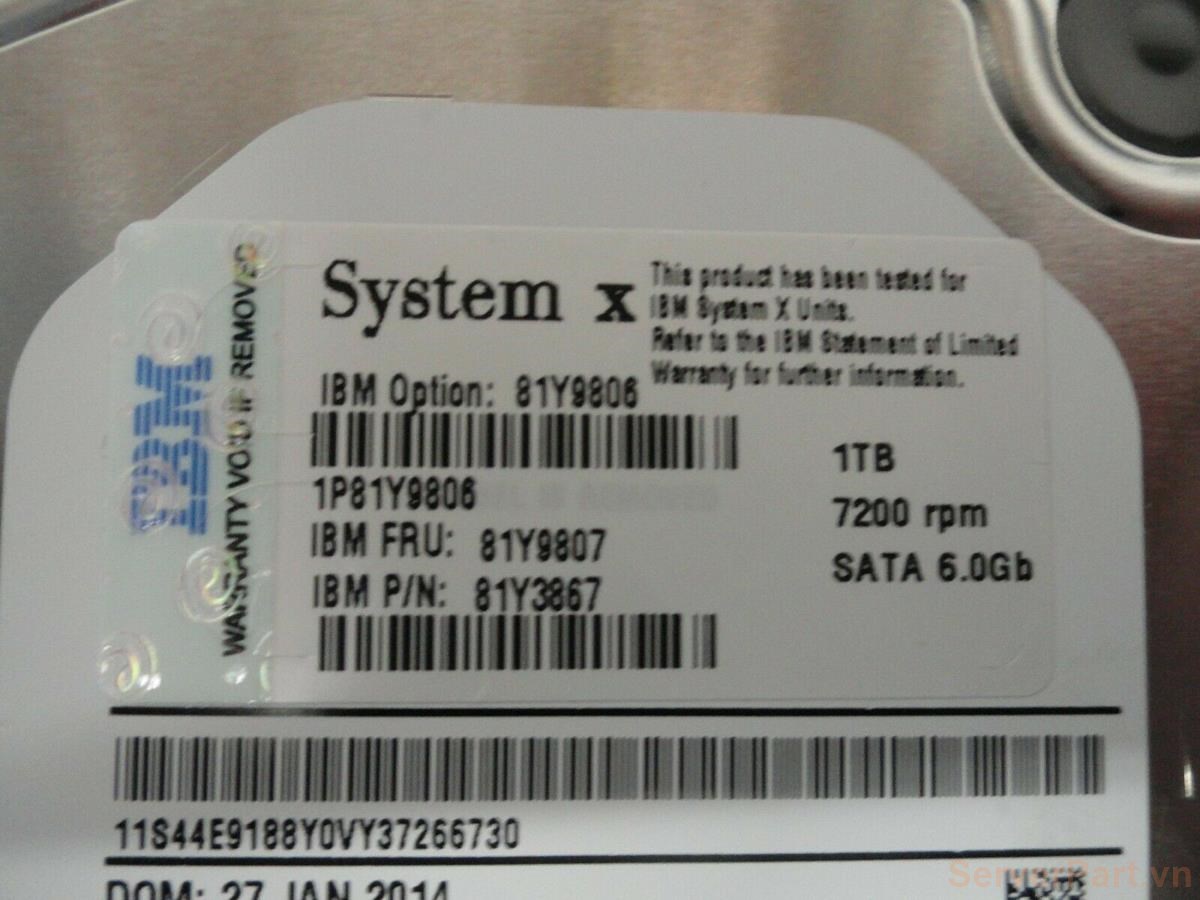 System x
This product has been tested for
IBM System X Units.
Refer to the IBM Statement of Limited
Warranty for further information.
IBM
WARRANTY VOID IF REMOVED
IBM Option: 81Y9806
1P81Y9806
IBM FRU: 81Y9807
IBM P/N: 81Y3867
1TB
7200 rpm
SATA 6.0Gb
11S44E9188Y0VY37266730
DOM: 27 JAN 2014
ServerPart.vn